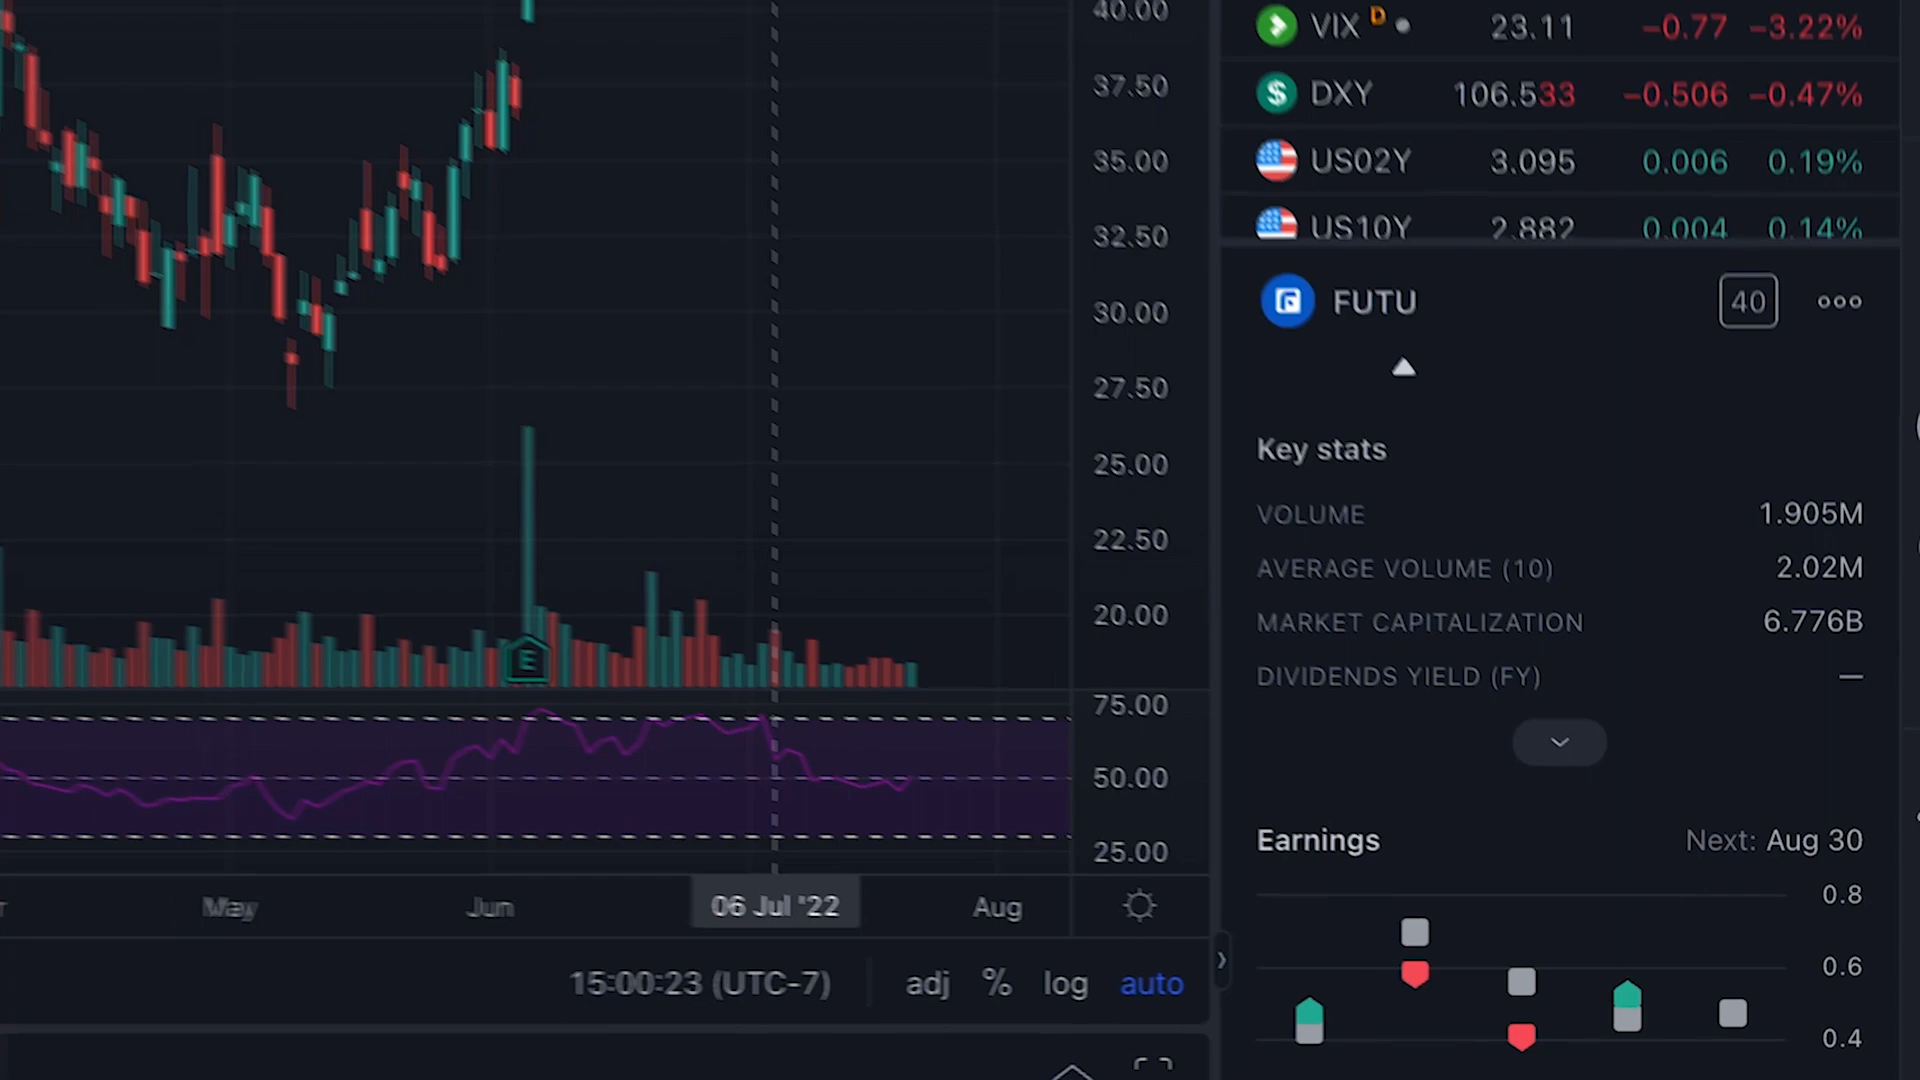 40.00
37.50
35.00
32.50
30.00
27.50
25.00
22.50
20.00
75.00
50.00
25.00
E
May Jun 06 Jul '22 Aug
15:00:23 (UTC-7) adj % log auto
VIX D 23.11 −0.77 −3.22%
DXY 106.533 −0.506 −0.47%
US02Y 3.095 0.006 0.19%
US10Y 2.882 0.004 0.14%
FUTU 40
Key stats
VOLUME 1.905M
AVERAGE VOLUME (10) 2.02M
MARKET CAPITALIZATION 6.776B
DIVIDENDS YIELD (FY) —
Earnings Next: Aug 30
0.8
0.6
0.4